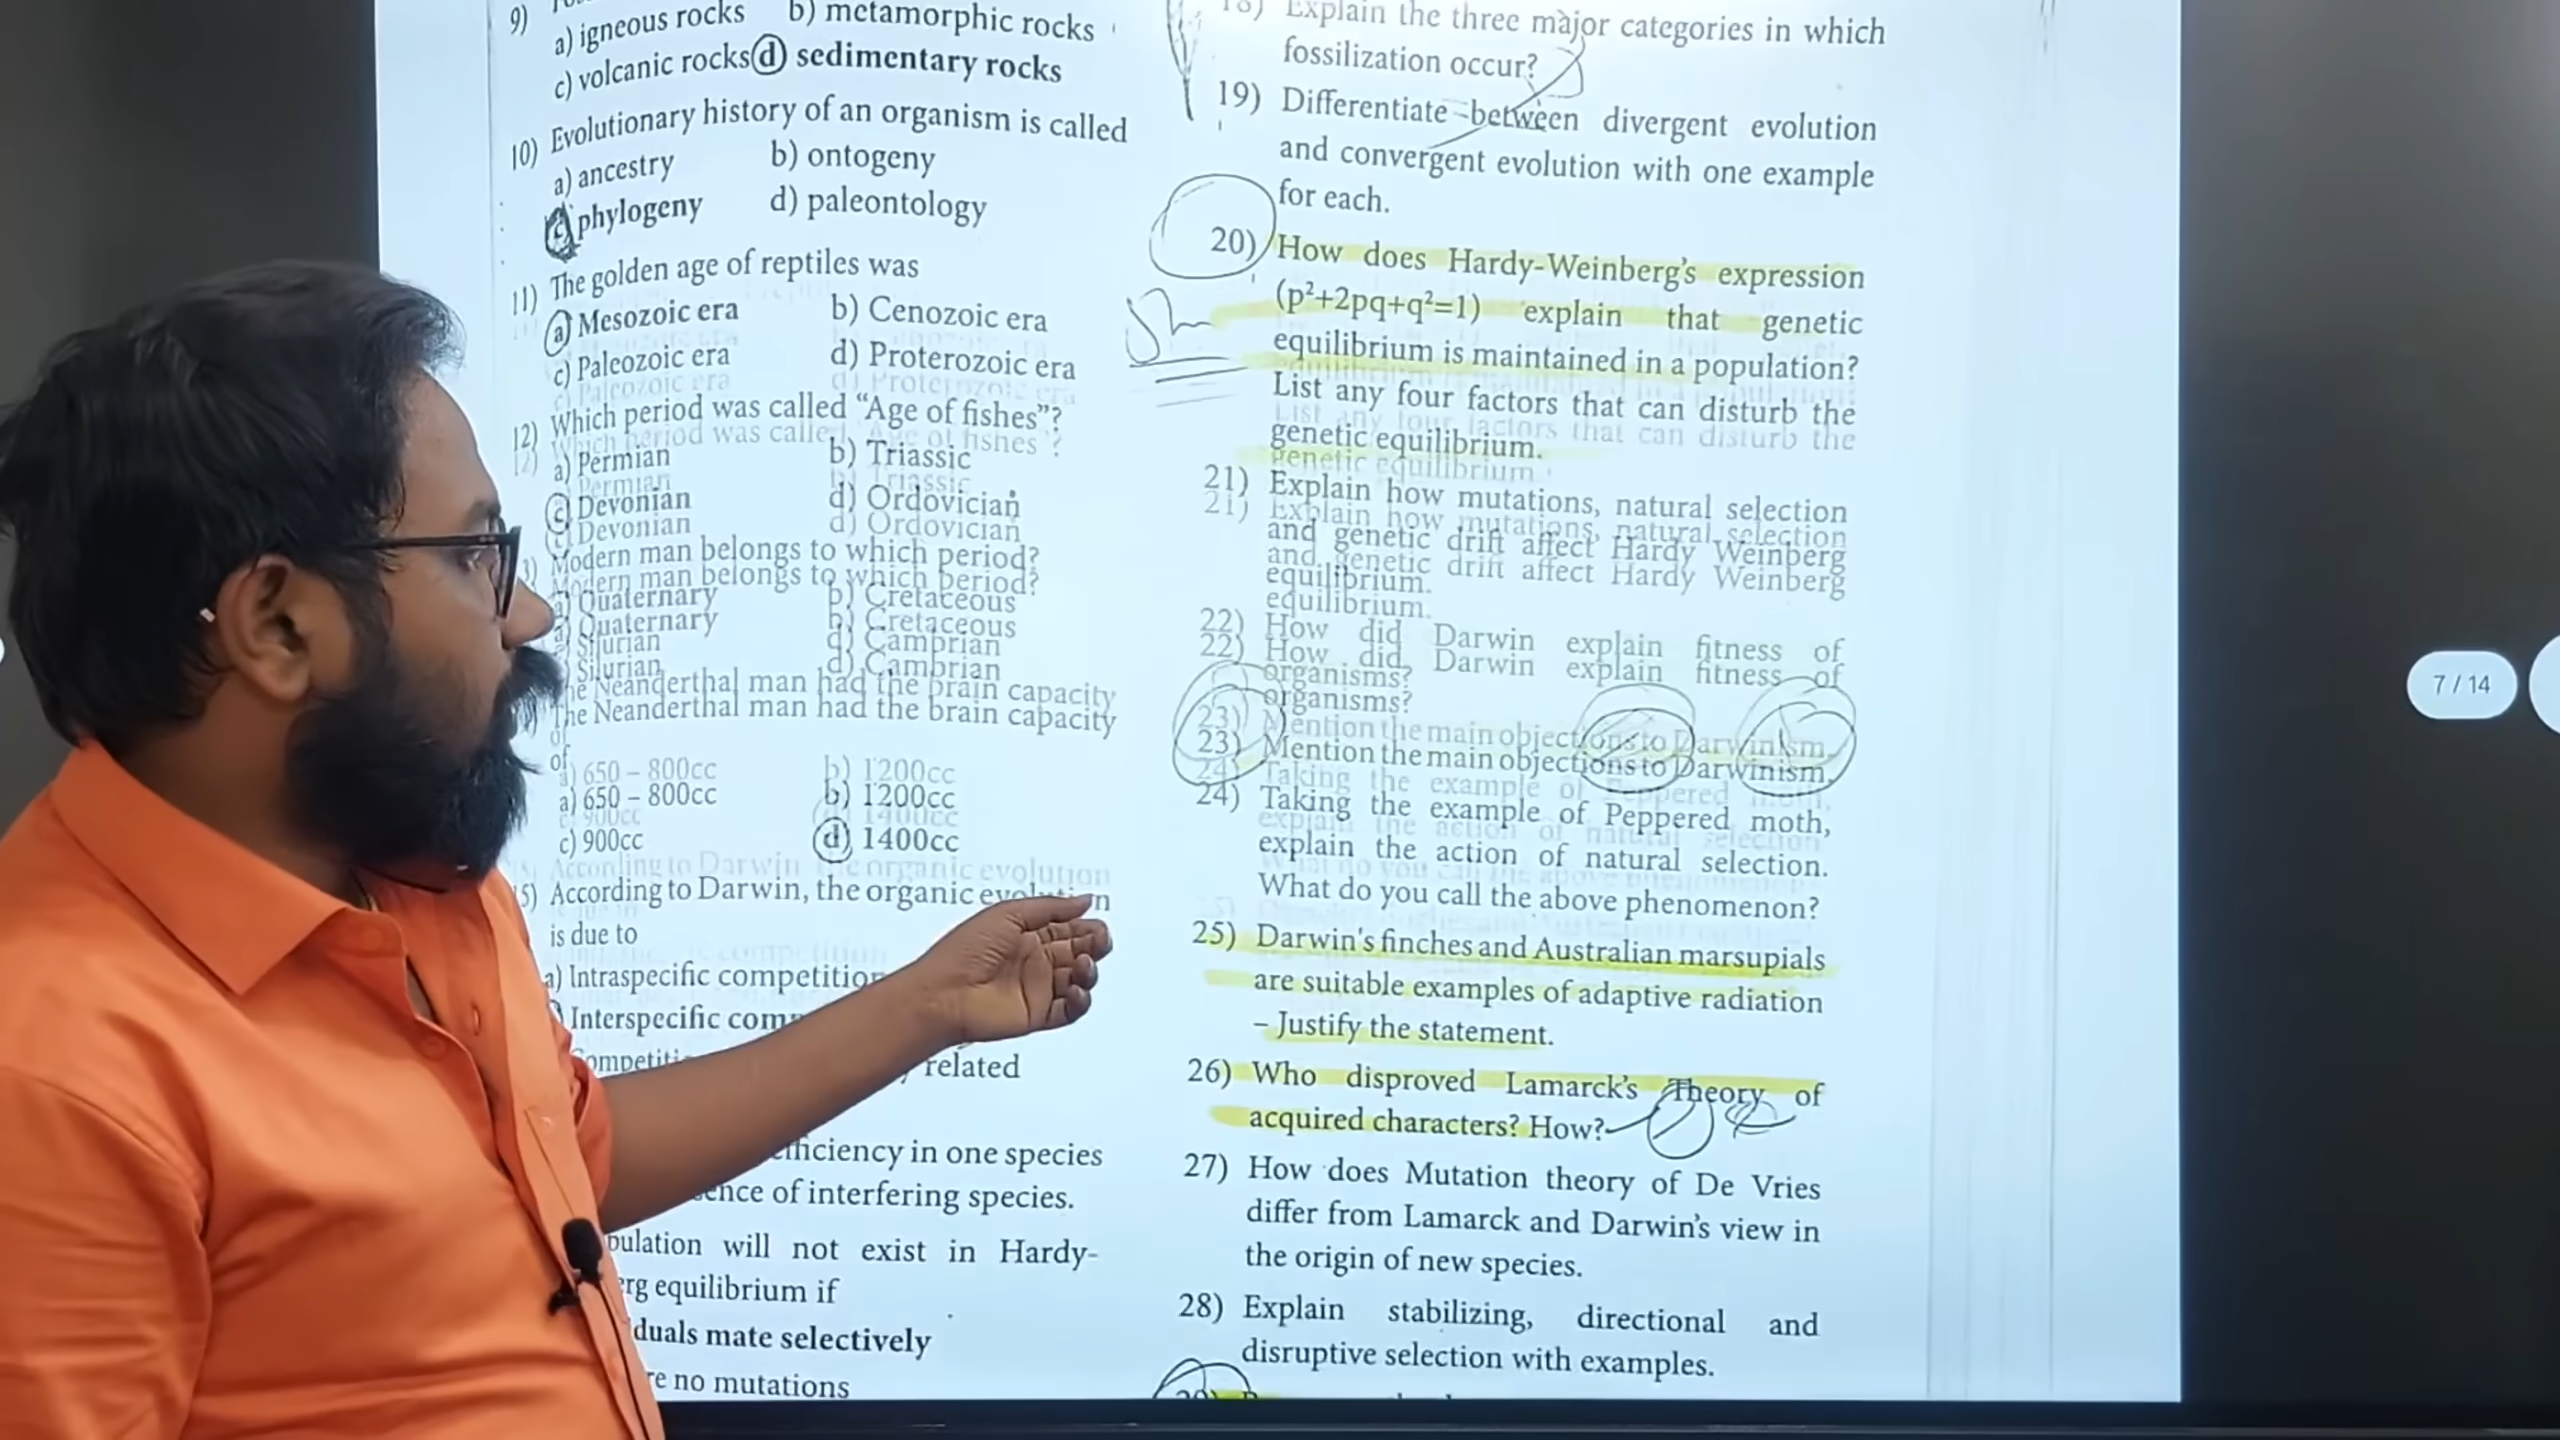 9)
a) igneous rocks b) metamorphic rocks
c) volcanic rocks d) sedimentary rocks
10) Evolutionary history of an organism is called
a) ancestry b) ontogeny
c) phylogeny d) paleontology
11) The golden age of reptiles was
a) Mesozoic era b) Cenozoic era
c) Paleozoic era d) Proterozoic era
12) Which period was called “Age of fishes”?
a) Permian b) Triassic
c) Devonian d) Ordovician
Modern man belongs to which period?
a) Quaternary b) Cretaceous
Silurian d) Cambrian
The Neanderthal man had the brain capacity
of
a) 650 – 800cc b) 1200cc
c) 900cc d) 1400cc
5) According to Darwin, the organic evolution
is due to
a) Intraspecific competition
Interspecific
related
in one species
of interfering species.
will not exist in Hardy-
equilibrium if
mate selectively
no mutations
18) Explain the three major categories in which
fossilization occur?
19) Differentiate between divergent evolution
and convergent evolution with one example
for each.
20) How does Hardy-Weinberg’s expression
(p²+2pq+q²=1) explain that genetic
equilibrium is maintained in a population?
List any four factors that can disturb the
genetic equilibrium.
21) Explain how mutations, natural selection
and genetic drift affect Hardy Weinberg
equilibrium.
22) How did Darwin explain fitness of
organisms?
23) Mention the main objections to Darwinism.
24) Taking the example of Peppered moth,
explain the action of natural selection.
What do you call the above phenomenon?
25) Darwin's finches and Australian marsupials
are suitable examples of adaptive radiation
– Justify the statement.
26) Who disproved Lamarck’s Theory of
acquired characters? How?
27) How does Mutation theory of De Vries
differ from Lamarck and Darwin’s view in
the origin of new species.
28) Explain stabilizing, directional and
disruptive selection with examples.
7 / 14